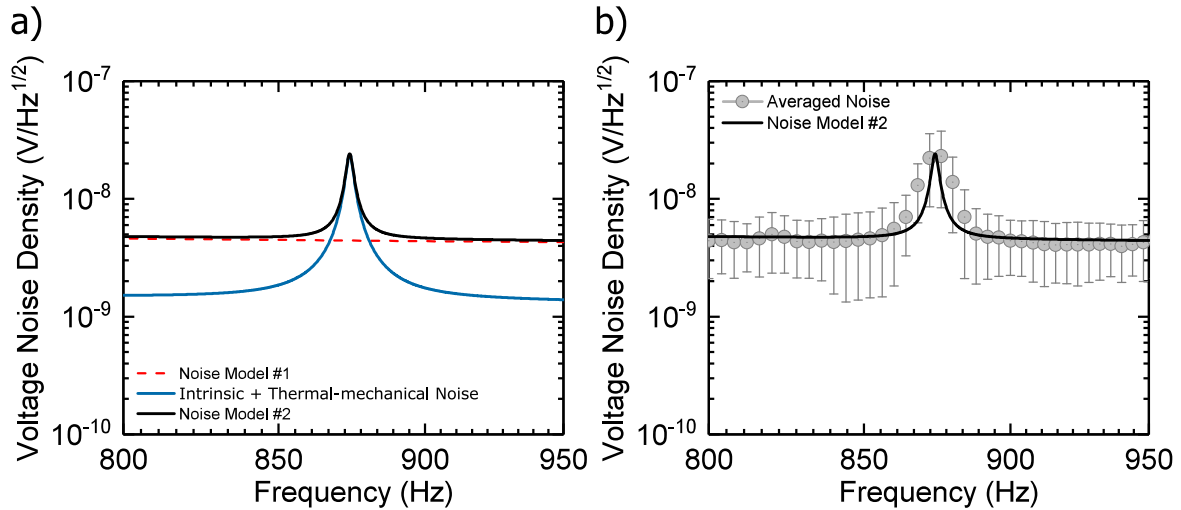 a)
Voltage Noise Density (V/Hz^1/2)
10^-7
10^-8
10^-9
10^-10
Noise Model #1
Intrinsic + Thermal-mechanical Noise
Noise Model #2
800
850
900
950
Frequency (Hz)
b)
Voltage Noise Density (V/Hz^1/2)
10^-7
10^-8
10^-9
10^-10
Averaged Noise
Noise Model #2
800
850
900
950
Frequency (Hz)